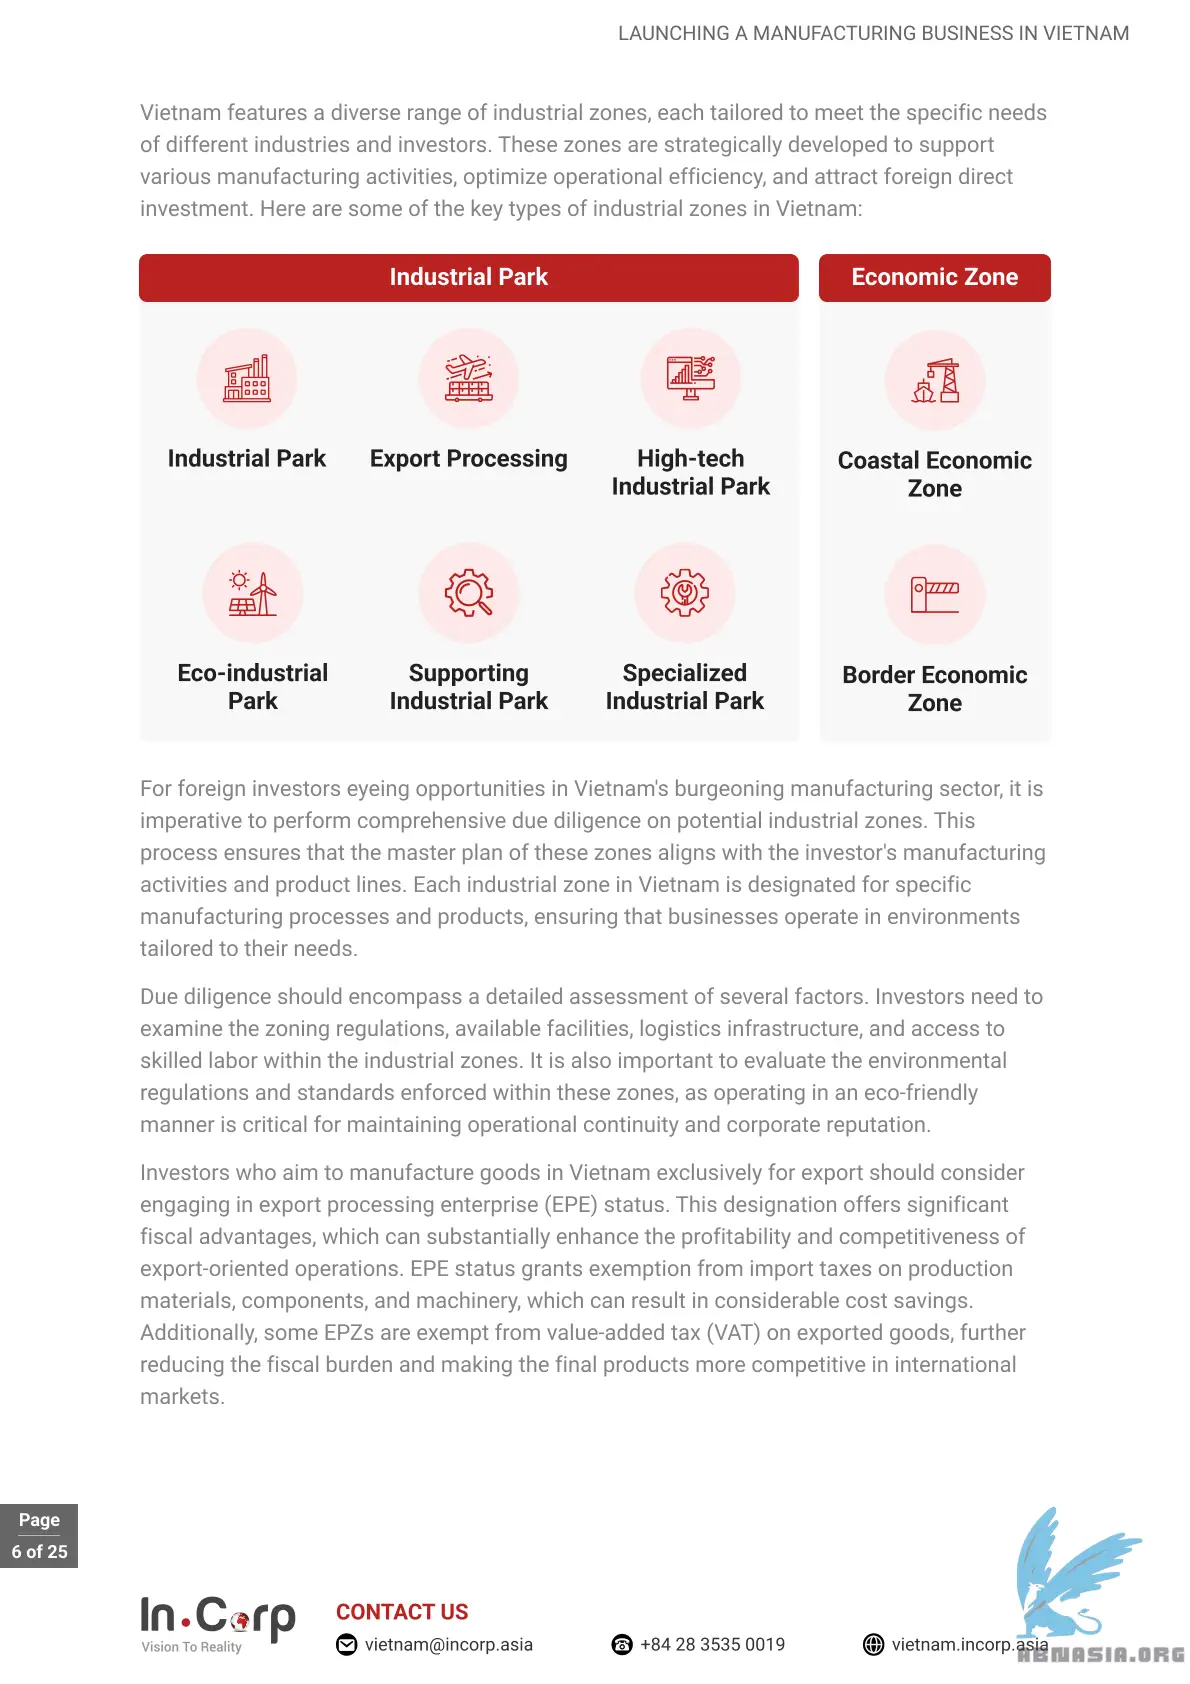 LAUNCHING A MANUFACTURING BUSINESS IN VIETNAM
Vietnam features a diverse range of industrial zones, each tailored to meet the specific needs
of different industries and investors. These zones are strategically developed to support
various manufacturing activities, optimize operational efficiency, and attract foreign direct
investment. Here are some of the key types of industrial zones in Vietnam:
Industrial Park
Industrial Park
Export Processing
High-tech
Industrial Park
Eco-industrial
Park
Supporting
Industrial Park
Specialized
Industrial Park
Economic Zone
Coastal Economic
Zone
Border Economic
Zone
For foreign investors eyeing opportunities in Vietnam's burgeoning manufacturing sector, it is
imperative to perform comprehensive due diligence on potential industrial zones. This
process ensures that the master plan of these zones aligns with the investor's manufacturing
activities and product lines. Each industrial zone in Vietnam is designated for specific
manufacturing processes and products, ensuring that businesses operate in environments
tailored to their needs.
Due diligence should encompass a detailed assessment of several factors. Investors need to
examine the zoning regulations, available facilities, logistics infrastructure, and access to
skilled labor within the industrial zones. It is also important to evaluate the environmental
regulations and standards enforced within these zones, as operating in an eco-friendly
manner is critical for maintaining operational continuity and corporate reputation.
Investors who aim to manufacture goods in Vietnam exclusively for export should consider
engaging in export processing enterprise (EPE) status. This designation offers significant
fiscal advantages, which can substantially enhance the profitability and competitiveness of
export-oriented operations. EPE status grants exemption from import taxes on production
materials, components, and machinery, which can result in considerable cost savings.
Additionally, some EPZs are exempt from value-added tax (VAT) on exported goods, further
reducing the fiscal burden and making the final products more competitive in international
markets.
Page
6 of 25
In.Corp
Vision To Reality
CONTACT US
vietnam@incorp.asia
+84 28 3535 0019
vietnam.incorp.asia
ABNASIA.ORG